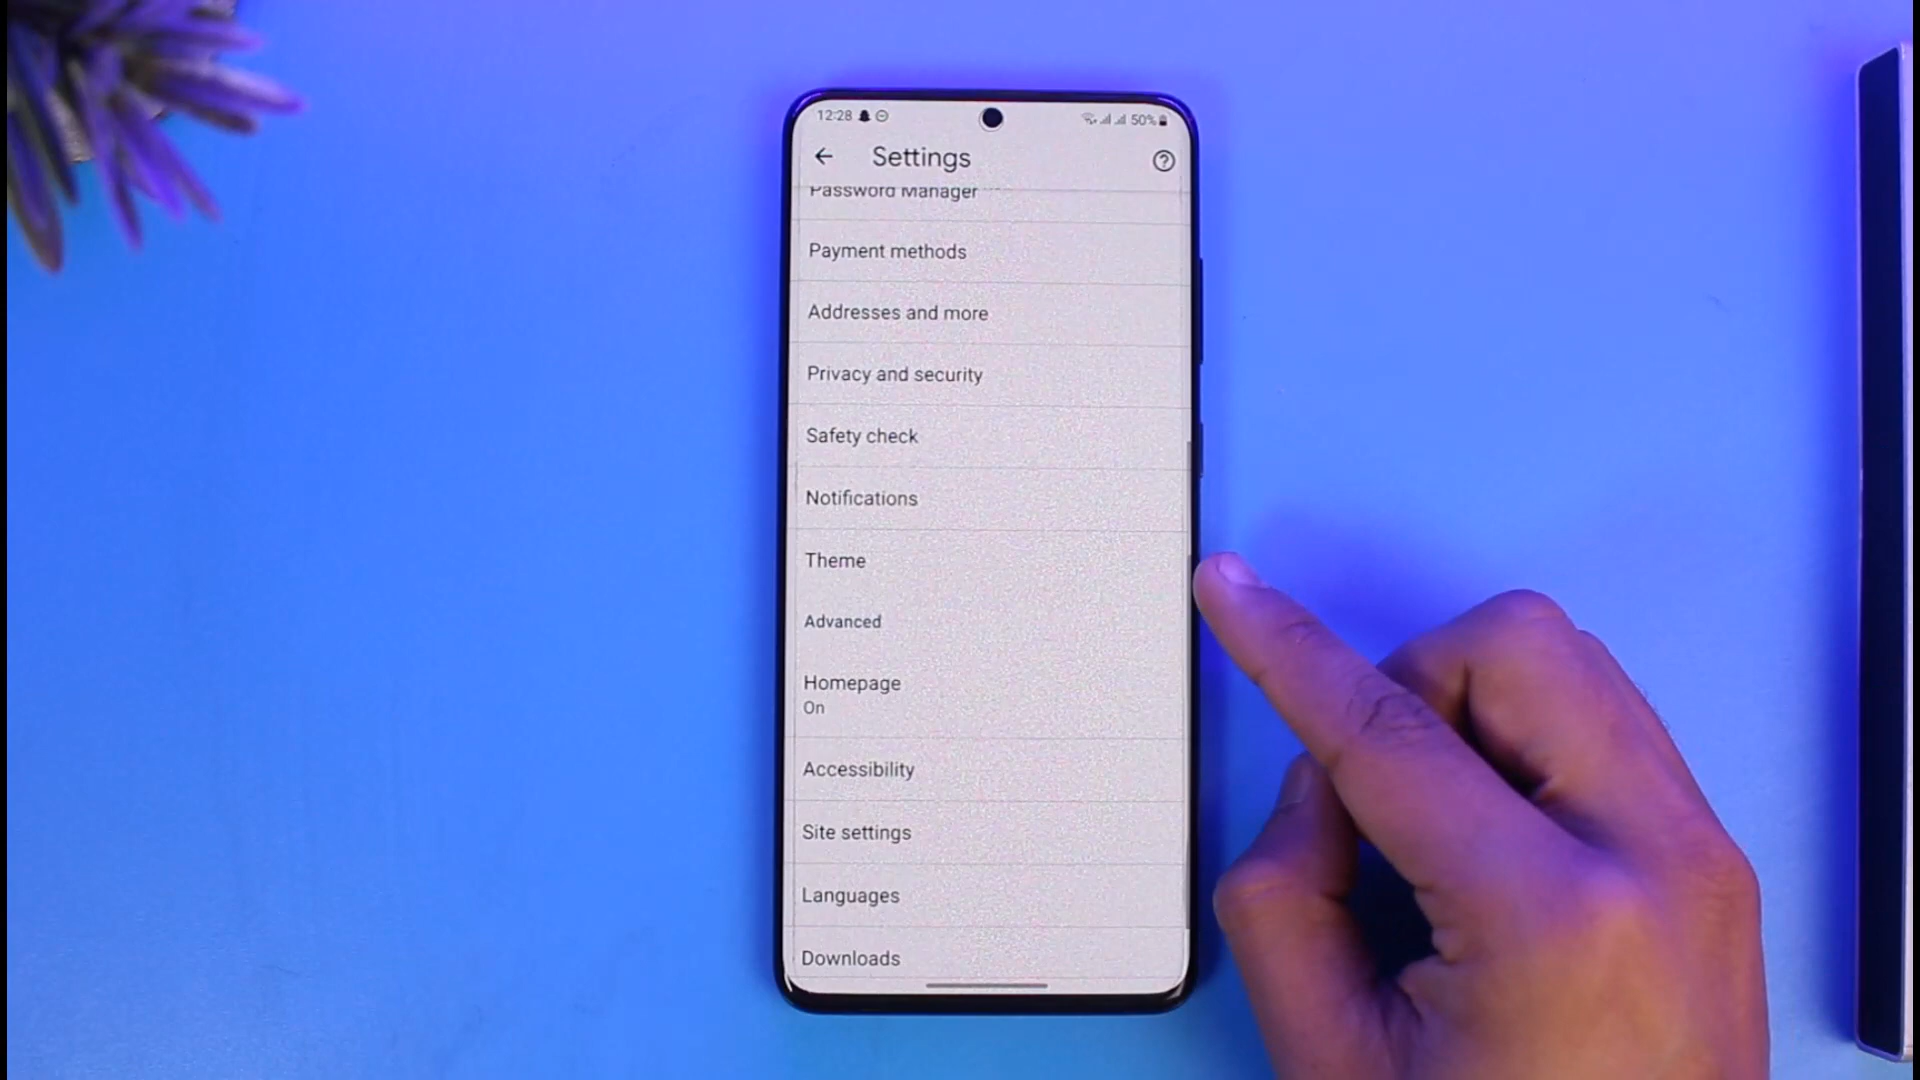 12:28 50%
Settings
Password Manager
Payment methods
Addresses and more
Privacy and security
Safety check
Notifications
Theme
Advanced
Homepage
On
Accessibility
Site settings
Languages
Downloads